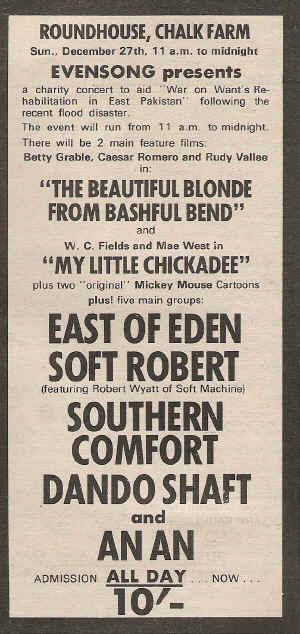 ROUNDHOUSE, CHALK FARM
Sun., December 27th, 11 a.m. to midnight
EVENSONG presents
a charity concert to aid "War on Want's Re-
habilitation in East Pakistan" following the
recent flood disaster.
The event will run from 11 a.m. to midnight.
There will be 2 main feature films:
Betty Grable, Caesar Romero and Rudy Vallee
in:
"THE BEAUTIFUL BLONDE
FROM BASHFUL BEND"
and
W. C. Fields and Mae West in
"MY LITTLE CHICKADEE"
plus two "original" Mickey Mouse Cartoons
plus! five main groups:
EAST OF EDEN
SOFT ROBERT
(featuring Robert Wyatt of Soft Machine)
SOUTHERN
COMFORT
DANDO SHAFT
and
AN AN
ADMISSION ALL DAY . . . NOW . . .
10/-